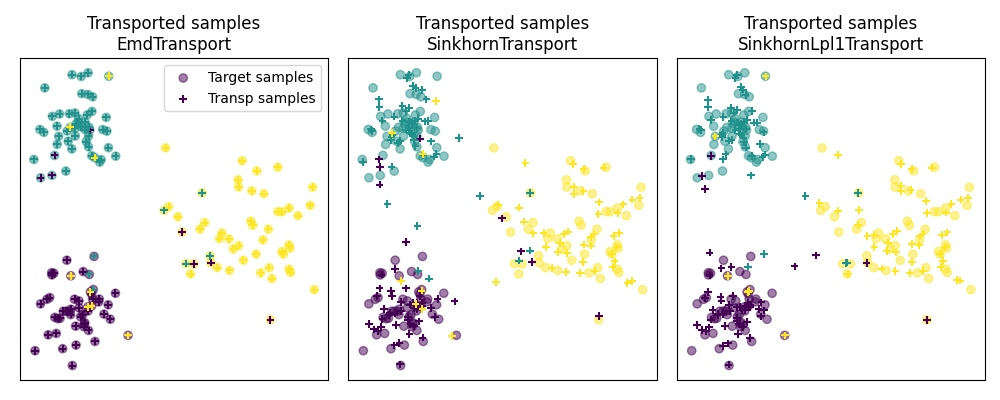 Transported samples
EmdTransport
Transported samples
SinkhornTransport
Transported samples
SinkhornLpl1Transport
Target samples
Transp samples